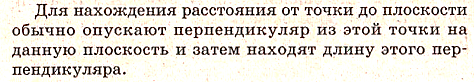 Для нахождения расстояния от точки до плоскости
обычно опускают перпендикуляр из этой точки на
данную плоскость и затем находят длину этого пер-
пендикуляра.